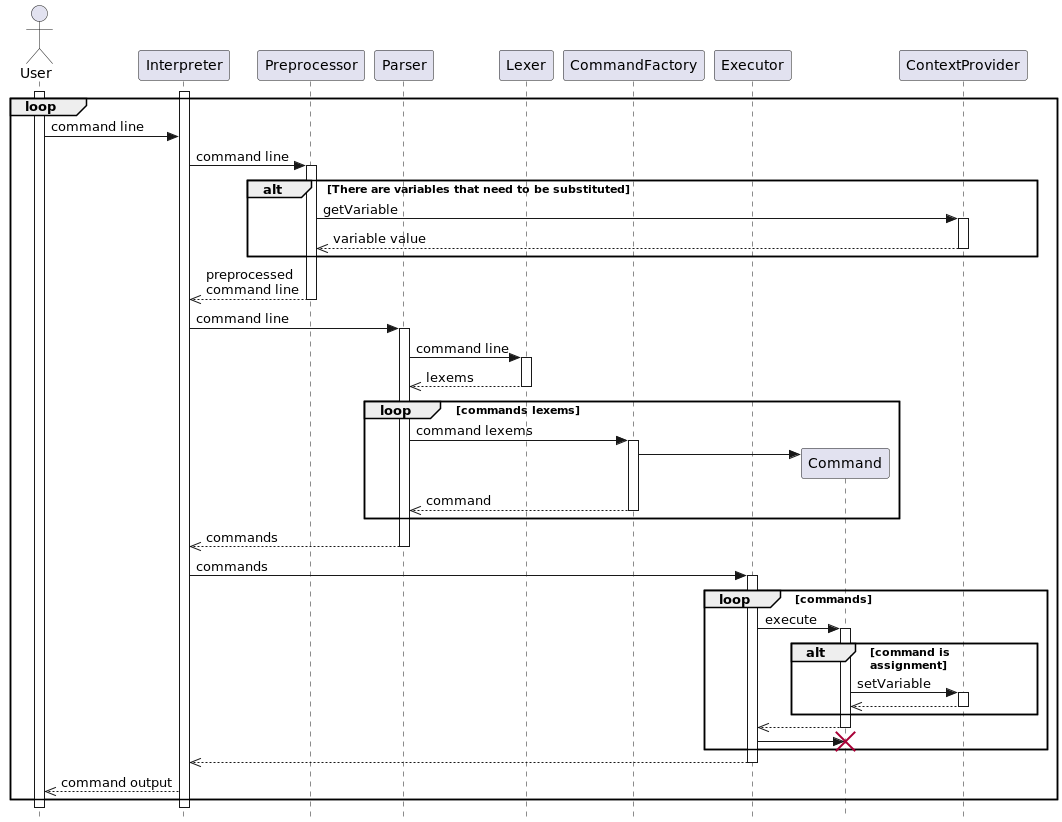 User
Interpreter
Preprocessor
Parser
Lexer
CommandFactory
Executor
ContextProvider
loop
command line
command line
alt [There are variables that need to be substituted]
getVariable
variable value
preprocessed
command line
command line
command line
lexems
loop [commands lexems]
command lexems
Command
command
commands
commands
loop [commands]
execute
alt [command is
assignment]
setVariable
command output